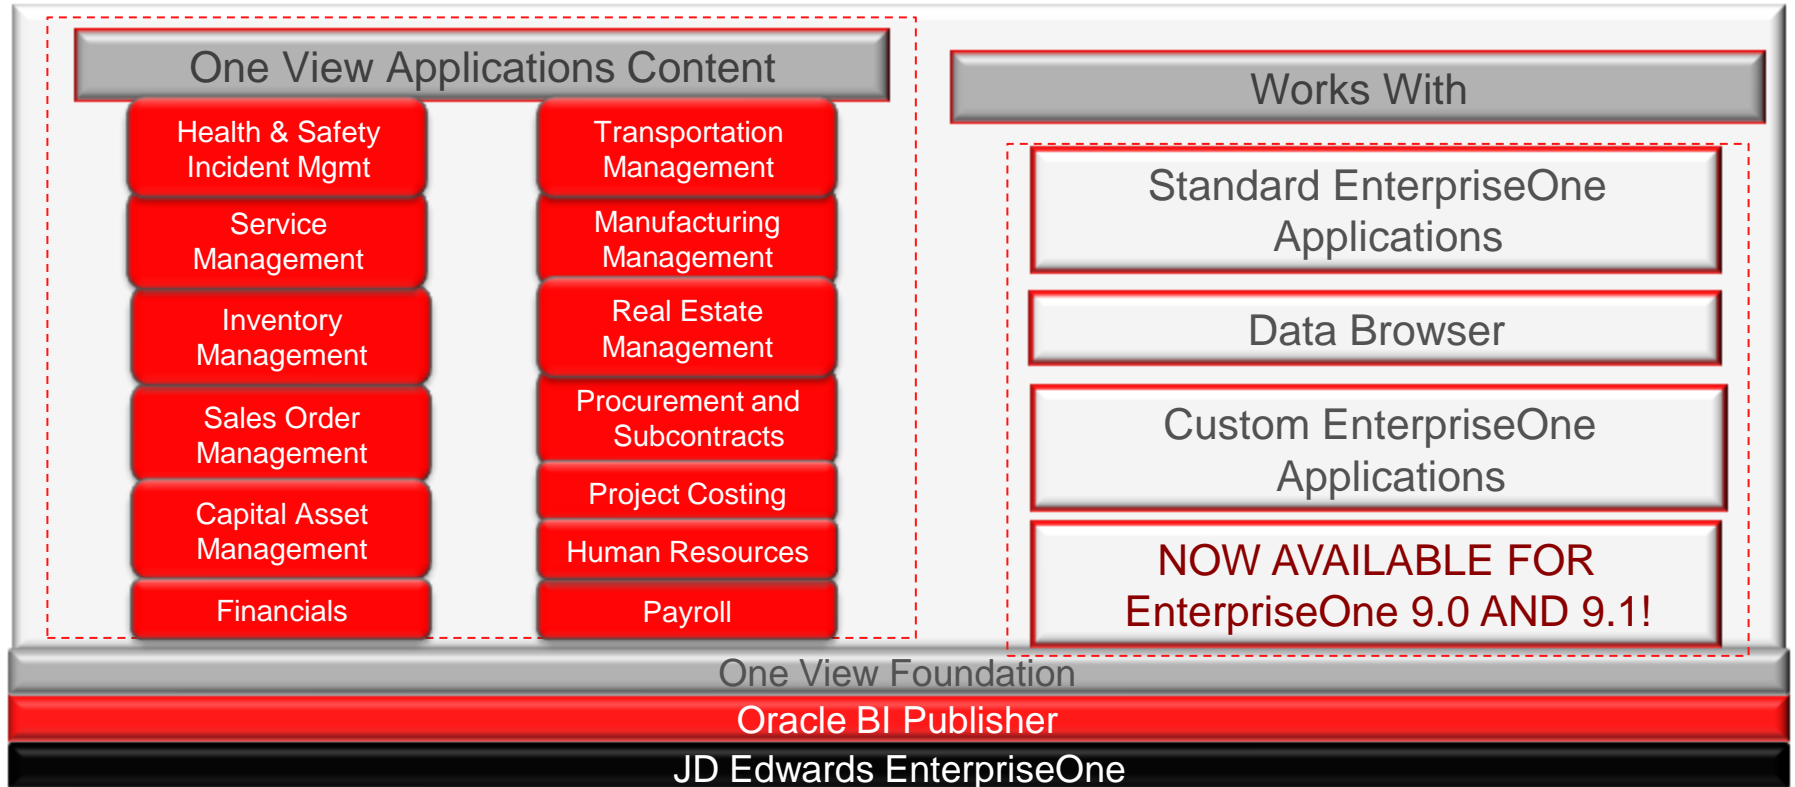 One View Applications Content
Health & Safety
Incident Mgmt
Service
Management
Inventory
Management
Sales Order
Management
Capital Asset
Management
Financials
Transportation
Management
Manufacturing
Management
Real Estate
Management
Procurement and
Subcontracts
Project Costing
Human Resources
Payroll
Works With
Standard EnterpriseOne
Applications
Data Browser
Custom EnterpriseOne
Applications
NOW AVAILABLE FOR
EnterpriseOne 9.0 AND 9.1!
One View Foundation
Oracle BI Publisher
JD Edwards EnterpriseOne